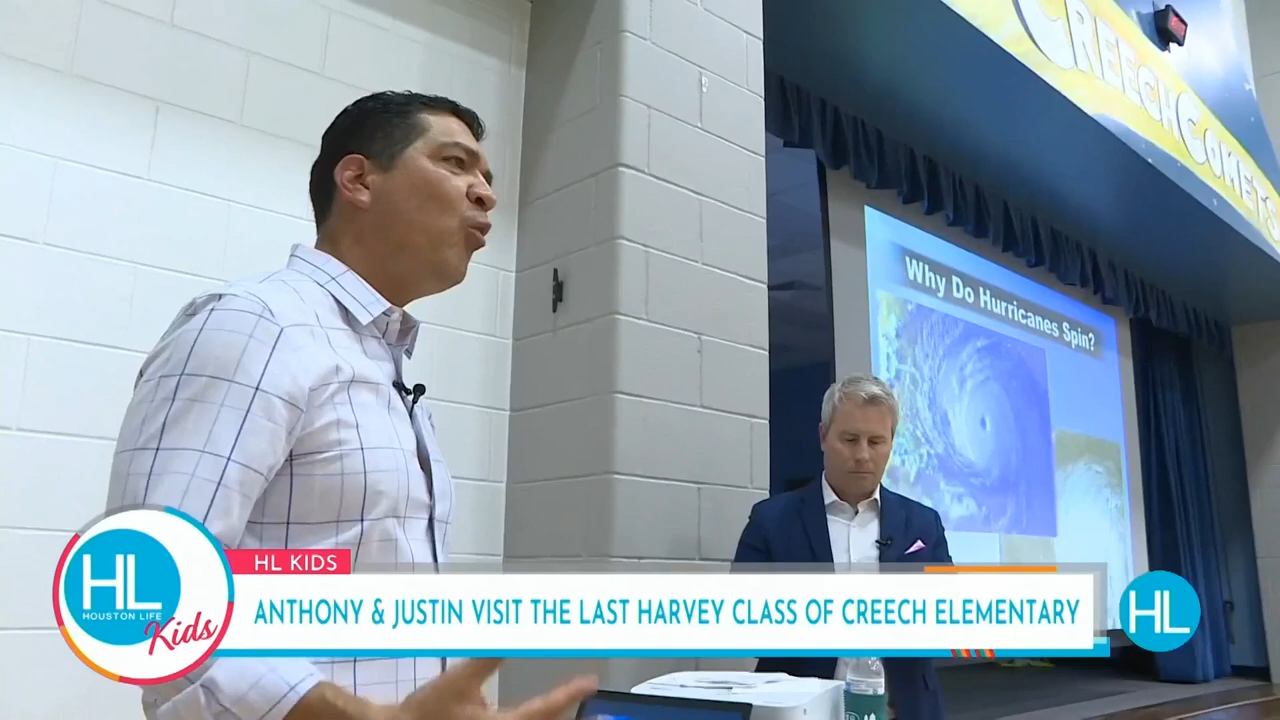 CREECH COMETS
Why Do Hurricanes Spin?
HL KIDS
HL
HOUSTON LIFE
Kids
ANTHONY & JUSTIN VISIT THE LAST HARVEY CLASS OF CREECH ELEMENTARY
HL